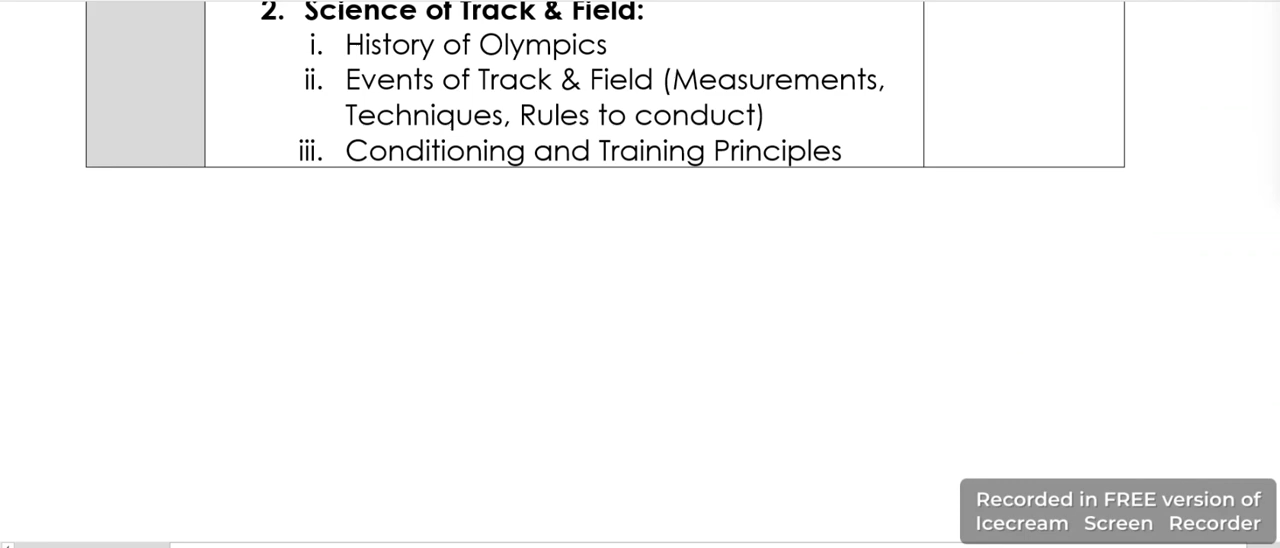 2. Science of Track & Field:
i. History of Olympics
ii. Events of Track & Field (Measurements,
Techniques, Rules to conduct)
iii. Conditioning and Training Principles
Recorded in FREE version of
Icecream Screen Recorder